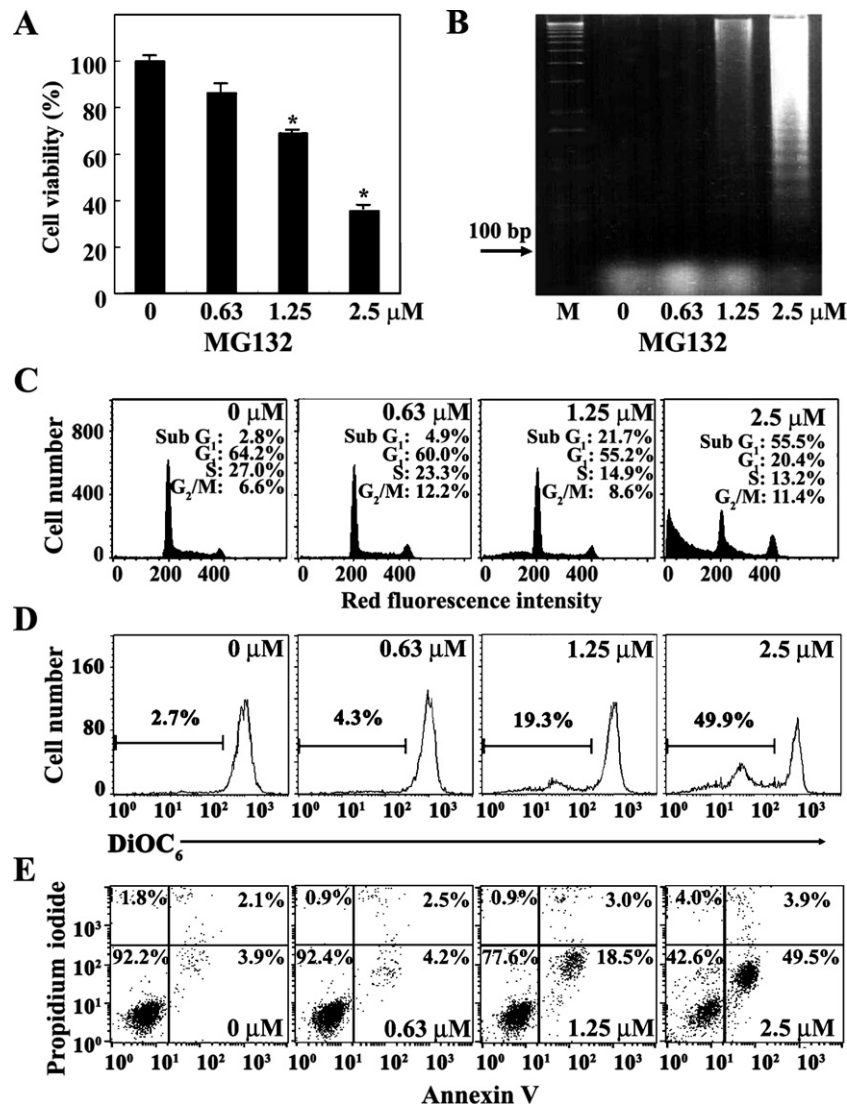 A
Cell viability (%)
100
80
60
40
20
0
*
*
0 0.63 1.25 2.5 μM
MG132
B
100 bp
M 0 0.63 1.25 2.5 μM
MG132
C
Cell number
800
400
0
0 μM
Sub G₁: 2.8%
G₁: 64.2%
S: 27.0%
G₂/M: 6.6%
0.63 μM
Sub G₁: 4.9%
G₁: 60.0%
S: 23.3%
G₂/M: 12.2%
1.25 μM
Sub G₁: 21.7%
G₁: 55.2%
S: 14.9%
G₂/M: 8.6%
2.5 μM
Sub G₁: 55.5%
G₁: 20.4%
S: 13.2%
G₂/M: 11.4%
0 200 400 0 200 400 0 200 400 0 200 400
Red fluorescence intensity
D
Cell number
160
80
0
0 μM
2.7%
0.63 μM
4.3%
1.25 μM
19.3%
2.5 μM
49.9%
10⁰ 10¹ 10² 10³ 10⁰ 10¹ 10² 10³ 10⁰ 10¹ 10² 10³ 10⁰ 10¹ 10² 10³
DiOC₆
E
Propidium iodide
10³
10²
10¹
10⁰
1.8% 2.1%
92.2% 3.9%
0 μM
0.9% 2.5%
92.4% 4.2%
0.63 μM
0.9% 3.0%
77.6% 18.5%
1.25 μM
4.0% 3.9%
42.6% 49.5%
2.5 μM
10⁰ 10¹ 10² 10³ 10⁰ 10¹ 10² 10³ 10⁰ 10¹ 10² 10³ 10⁰ 10¹ 10² 10³
Annexin V